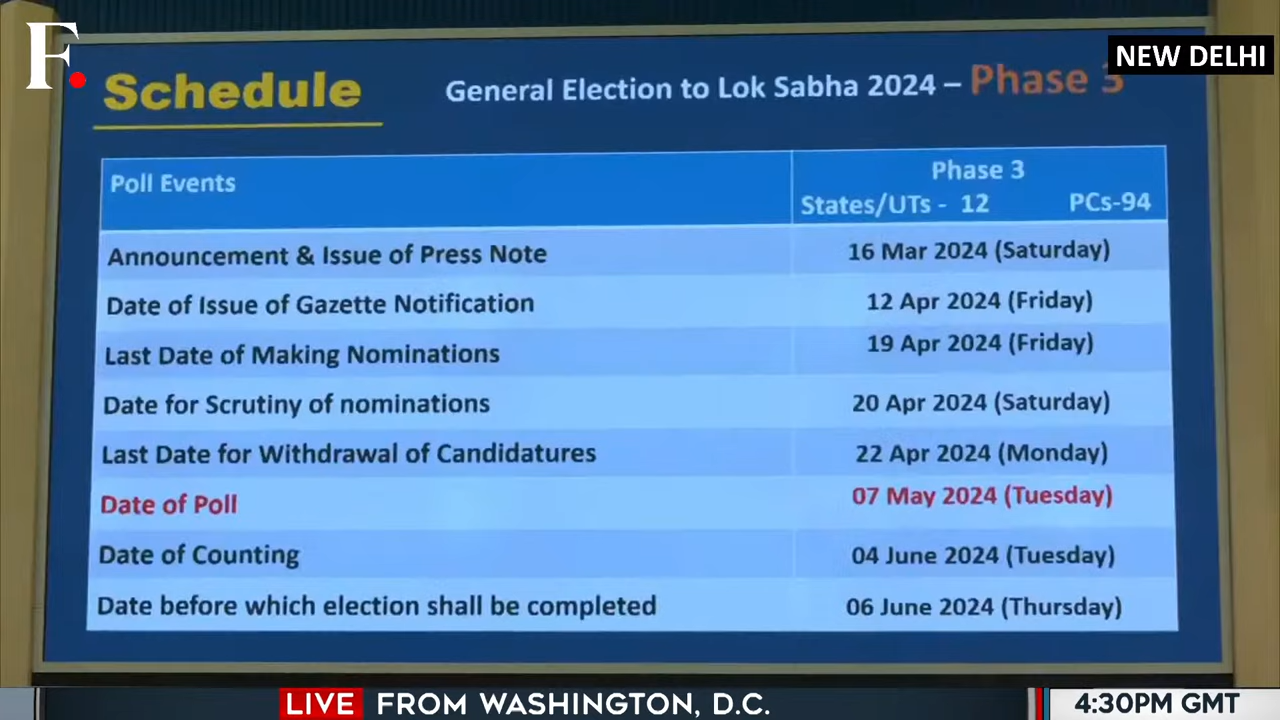 F.
NEW DELHI
Schedule
General Election to Lok Sabha 2024 – Phase 3
Poll Events
Phase 3
States/UTs - 12 PCs-94
Announcement & Issue of Press Note 16 Mar 2024 (Saturday)
Date of Issue of Gazette Notification 12 Apr 2024 (Friday)
Last Date of Making Nominations 19 Apr 2024 (Friday)
Date for Scrutiny of nominations 20 Apr 2024 (Saturday)
Last Date for Withdrawal of Candidatures 22 Apr 2024 (Monday)
Date of Poll 07 May 2024 (Tuesday)
Date of Counting 04 June 2024 (Tuesday)
Date before which election shall be completed 06 June 2024 (Thursday)
LIVE FROM WASHINGTON, D.C.
4:30PM GMT